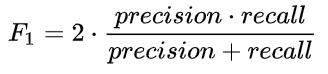 F₁ = 2 · (precision · recall) / (precision + recall)